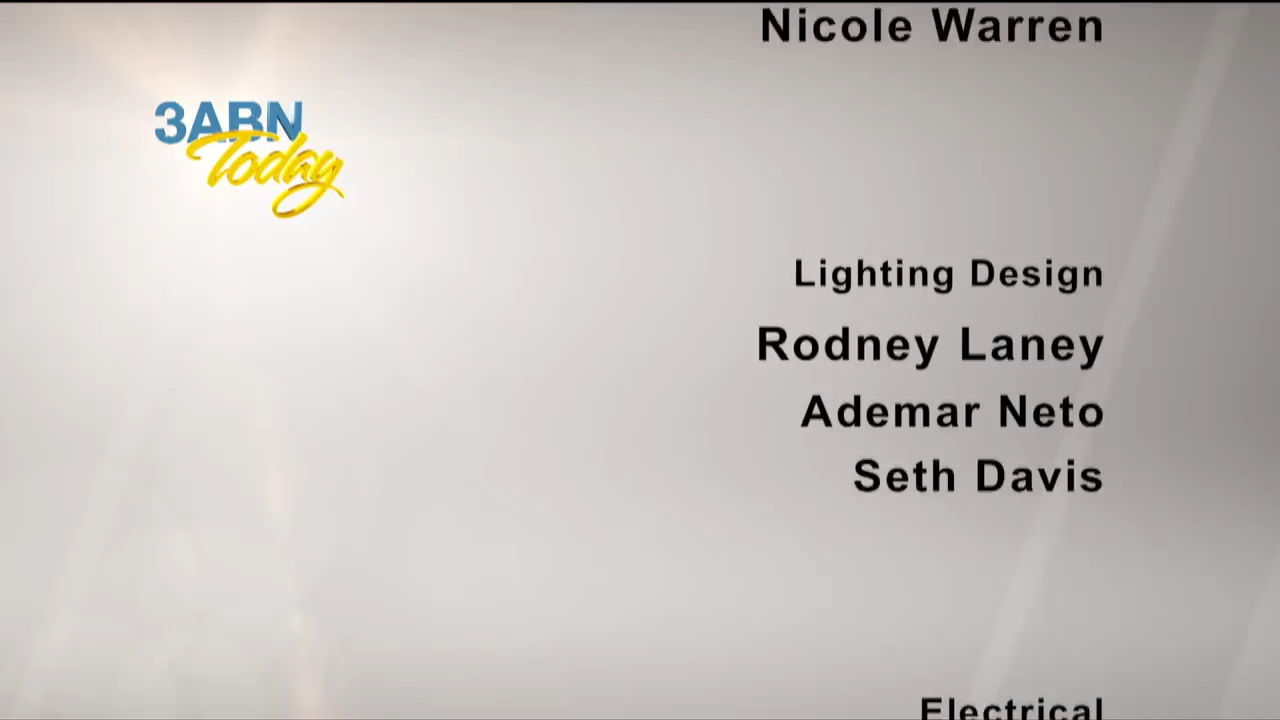 Nicole Warren
3ABN
Today
Lighting Design
Rodney Laney
Ademar Neto
Seth Davis
Electrical